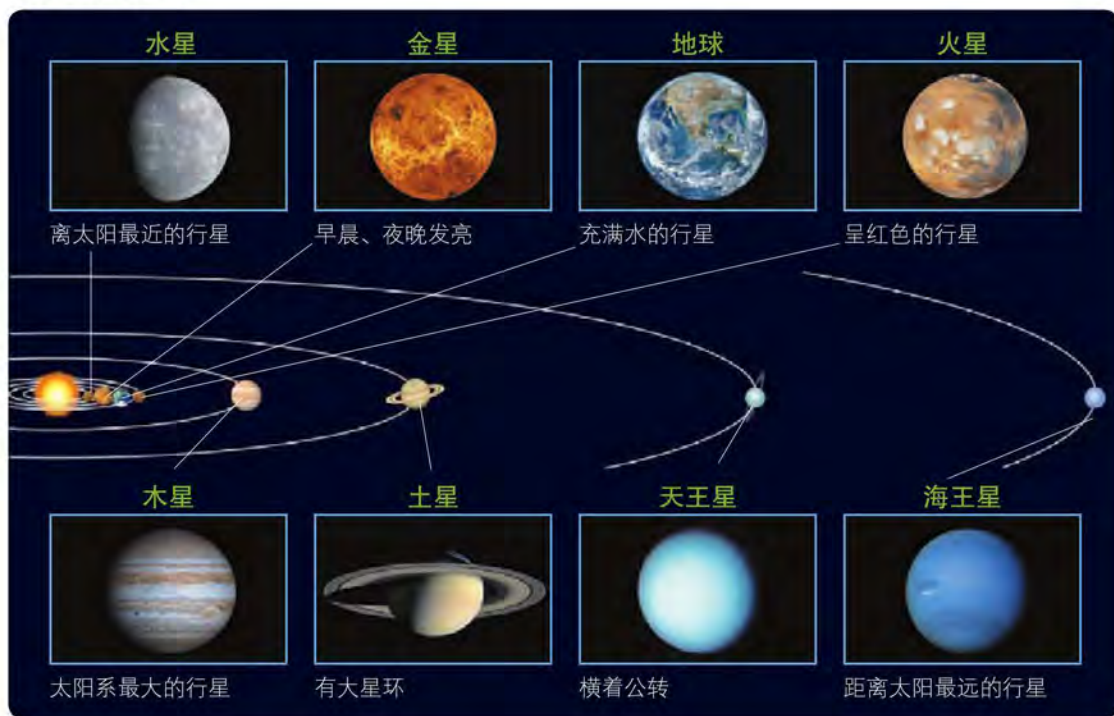 水星
金星
地球
火星
离太阳最近的行星
早晨、夜晚发亮
充满水的行星
呈红色的行星
木星
土星
天王星
海王星
太阳系最大的行星
有大星环
横着公转
距离太阳最远的行星